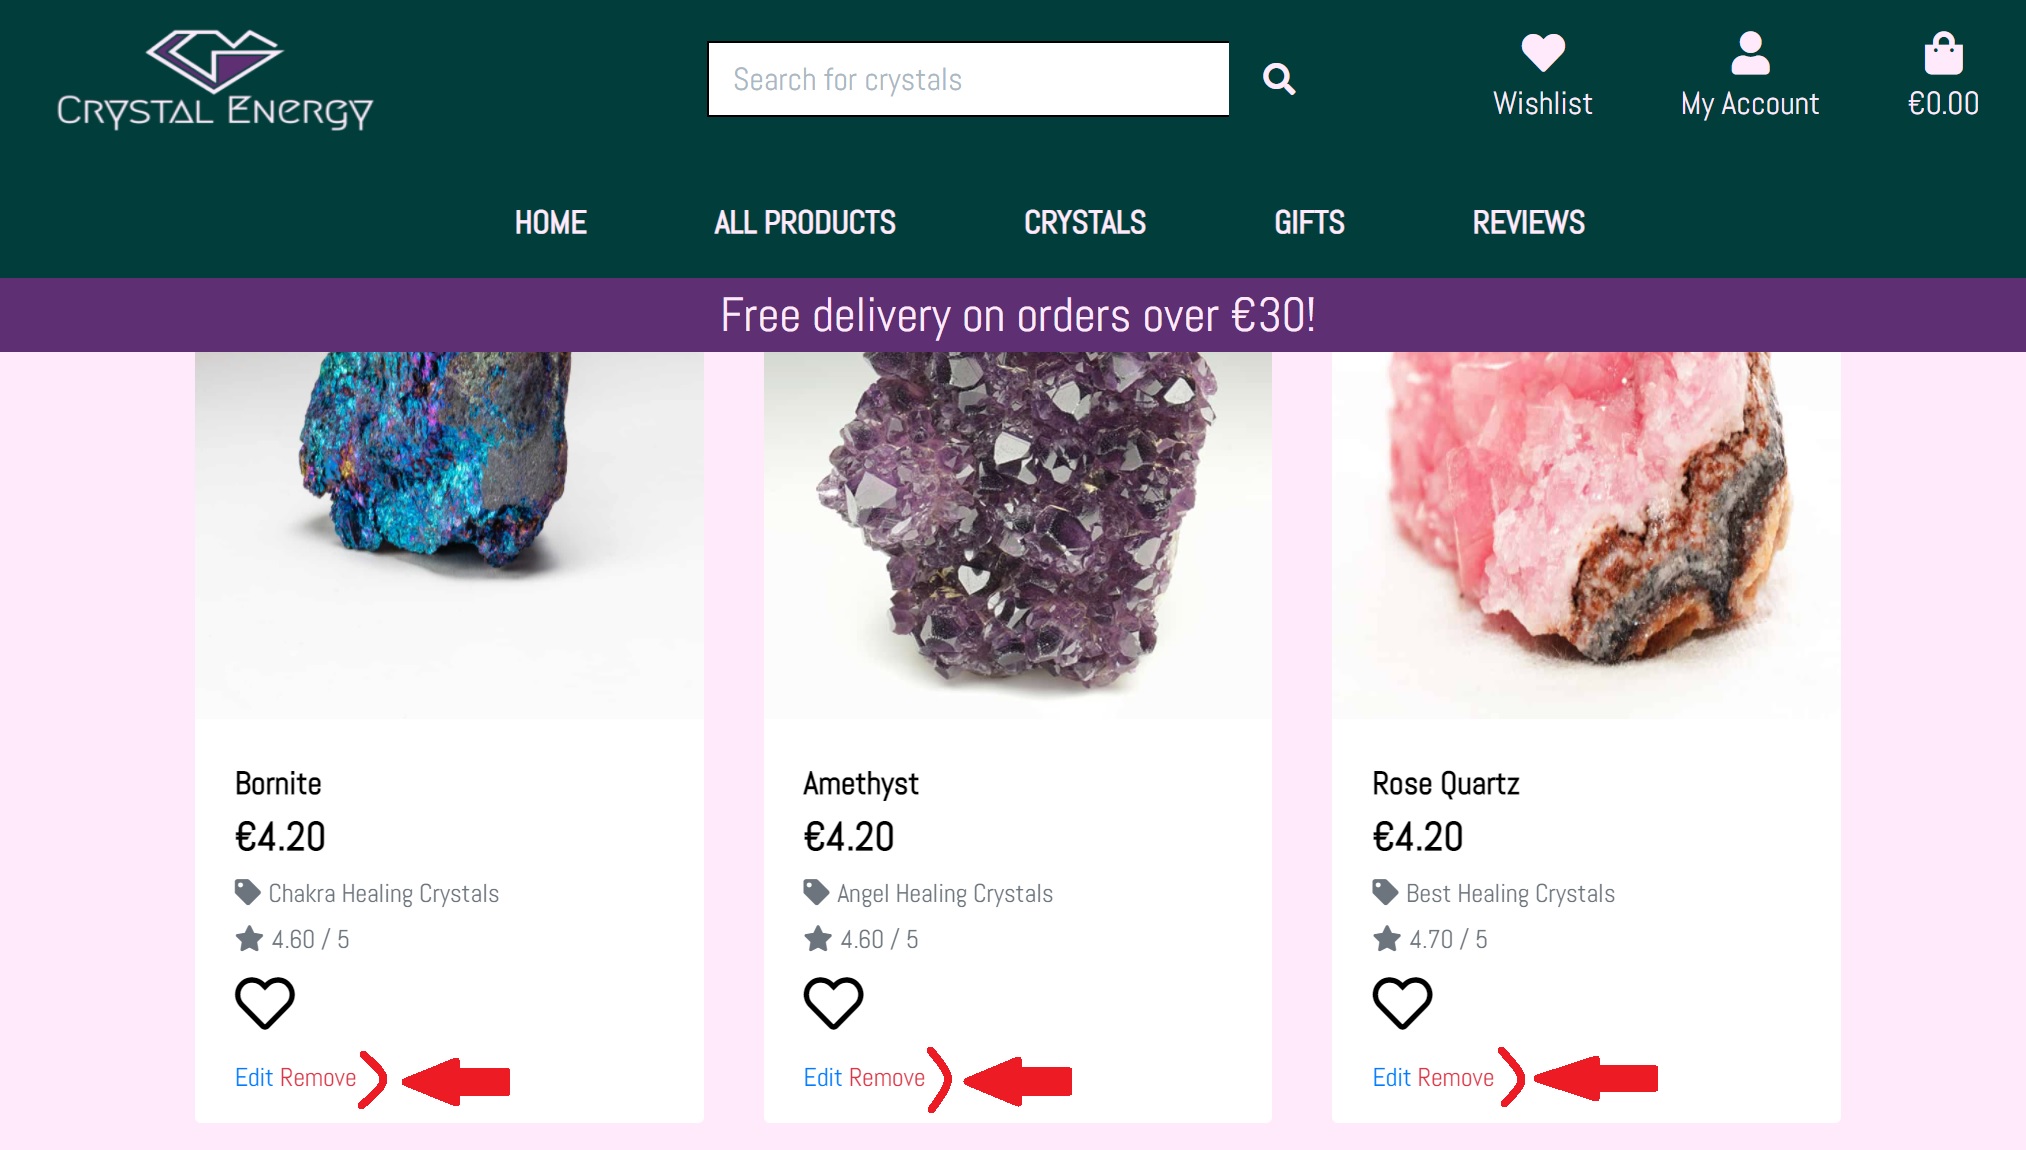 CRYSTAL ENERGY
Search for crystals
Wishlist
My Account
€0.00
HOME
ALL PRODUCTS
CRYSTALS
GIFTS
REVIEWS
Free delivery on orders over €30!
Bornite
€4.20
Chakra Healing Crystals
4.60 / 5
Edit Remove
Amethyst
€4.20
Angel Healing Crystals
4.60 / 5
Edit Remove
Rose Quartz
€4.20
Best Healing Crystals
4.70 / 5
Edit Remove